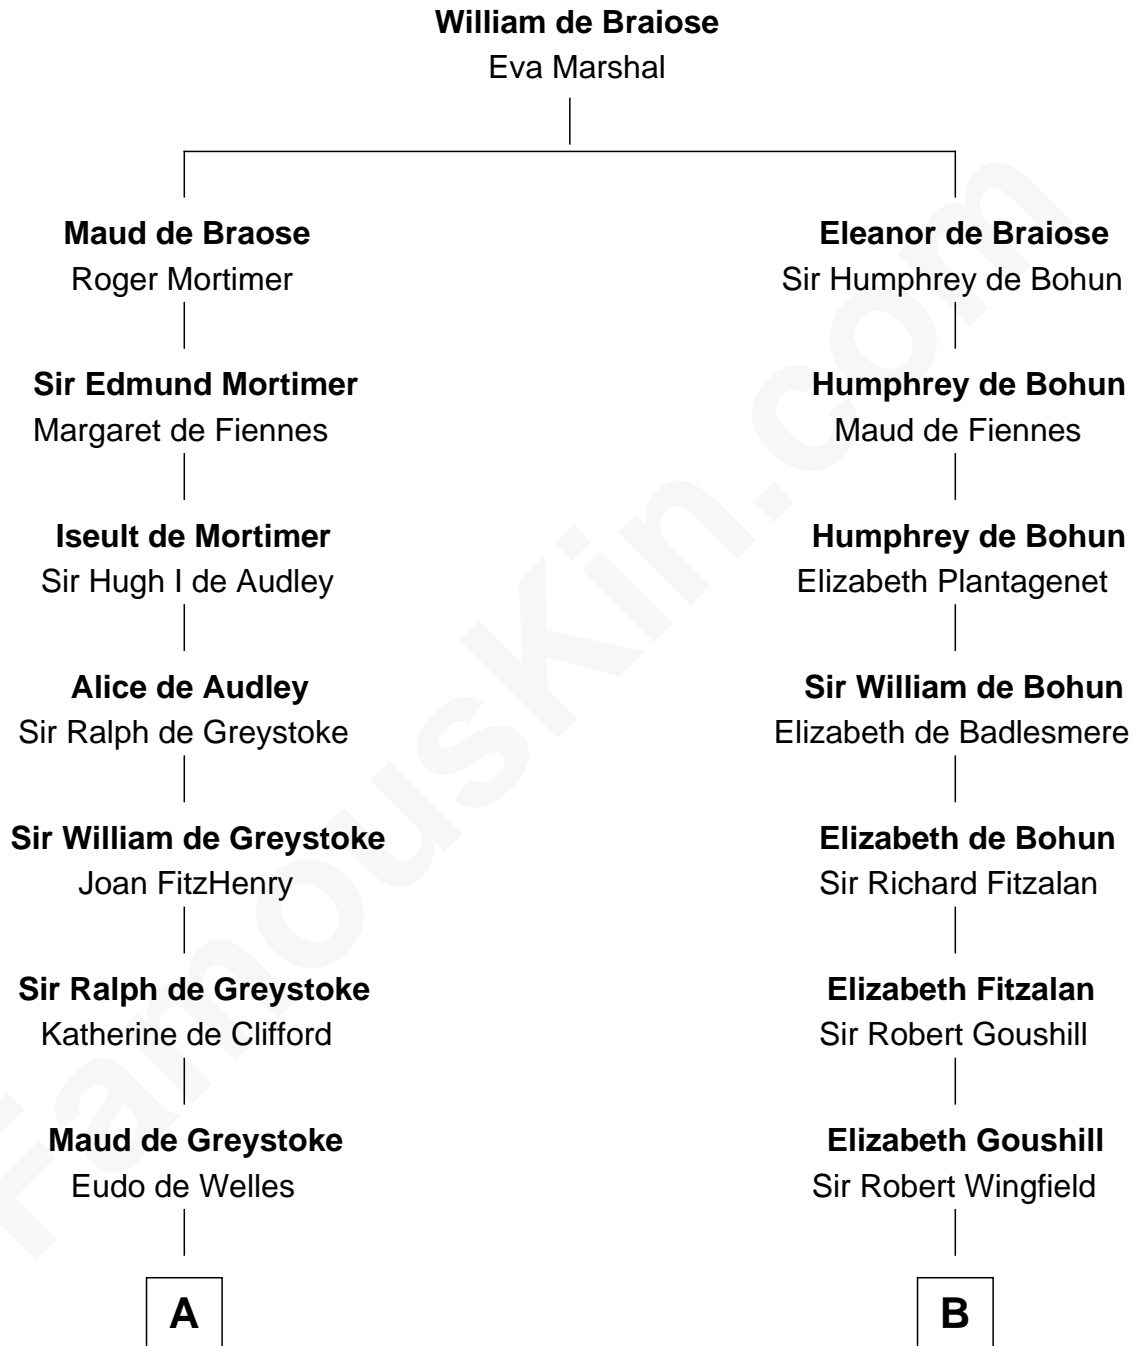 William de Braiose
Eva Marshal
Maud de Braose
Roger Mortimer
Eleanor de Braiose
Sir Humphrey de Bohun
Sir Edmund Mortimer
Margaret de Fiennes
Humphrey de Bohun
Maud de Fiennes
Iseult de Mortimer
Sir Hugh I de Audley
Humphrey de Bohun
Elizabeth Plantagenet
Alice de Audley
Sir Ralph de Greystoke
Sir William de Bohun
Elizabeth de Badlesmere
Sir William de Greystoke
Joan FitzHenry
Elizabeth de Bohun
Sir Richard Fitzalan
Sir Ralph de Greystoke
Katherine de Clifford
Elizabeth Fitzalan
Sir Robert Goushill
Maud de Greystoke
Eudo de Welles
Elizabeth Goushill
Sir Robert Wingfield
A
B
FamousKin.com